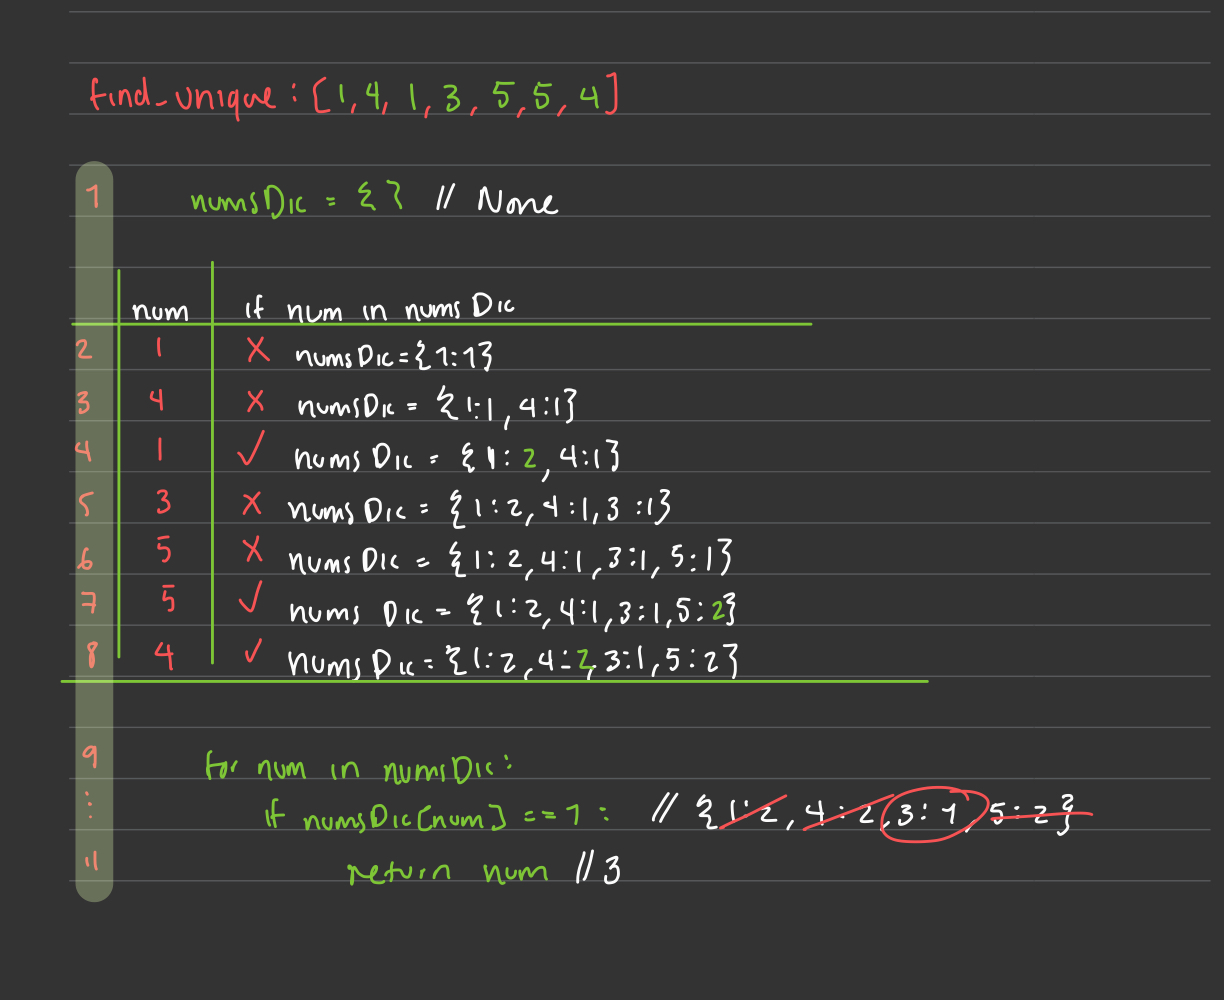 find_unique : [1, 4, 1, 3, 5, 5, 4]
1 numsDic = { } // None
num if num in numsDic
2 1 X numsDic = {1:1}
3 4 X numsDic = {1:1, 4:1}
4 1 ✓ numsDic = {1:2, 4:1}
5 3 X numsDic = {1:2, 4:1, 3:1}
6 5 X numsDic = {1:2, 4:1, 3:1, 5:1}
7 5 ✓ numsDic = {1:2, 4:1, 3:1, 5:2}
8 4 ✓ numsDic = {1:2, 4:2, 3:1, 5:2}
9 for num in numsDic:
⋮ if numsDic[num] == 1 : // {1:2, 4:2, 3:1, 5:2}
11 return num // 3